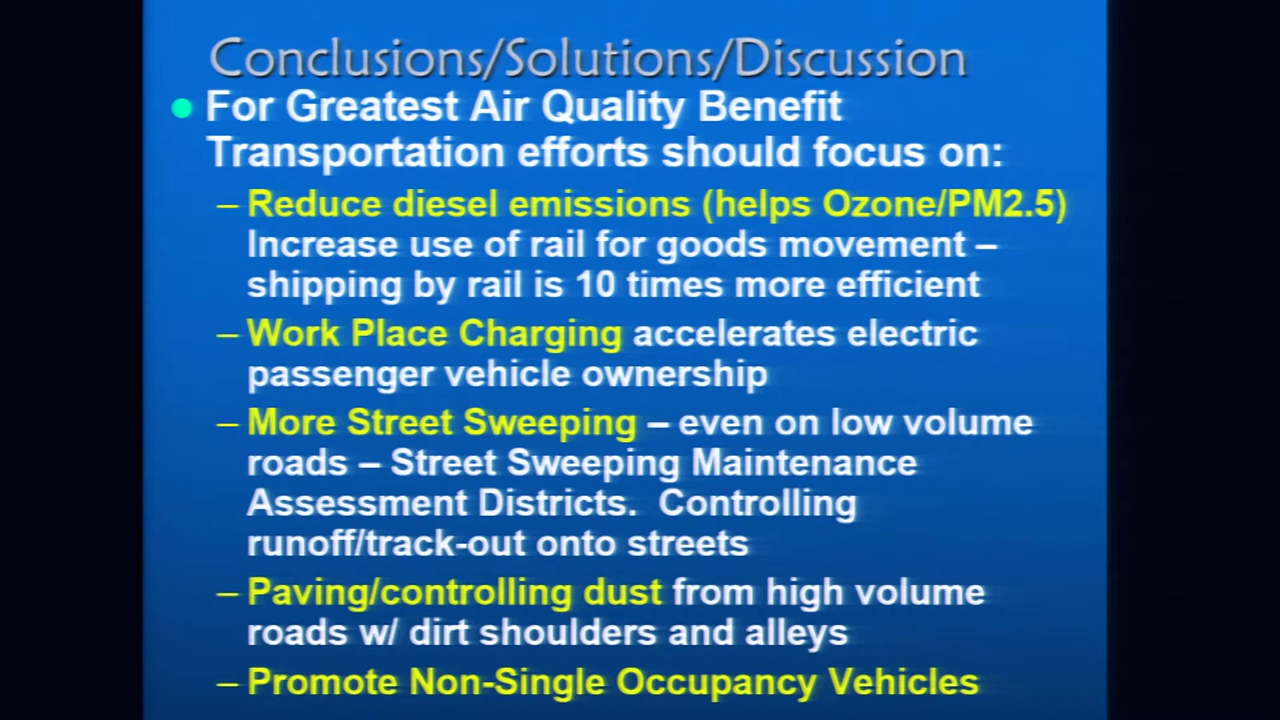 Conclusions/Solutions/Discussion
● For Greatest Air Quality Benefit
Transportation efforts should focus on:
– Reduce diesel emissions (helps Ozone/PM2.5)
Increase use of rail for goods movement –
shipping by rail is 10 times more efficient
– Work Place Charging accelerates electric
passenger vehicle ownership
– More Street Sweeping – even on low volume
roads – Street Sweeping Maintenance
Assessment Districts.  Controlling
runoff/track-out onto streets
– Paving/controlling dust from high volume
roads w/ dirt shoulders and alleys
– Promote Non-Single Occupancy Vehicles